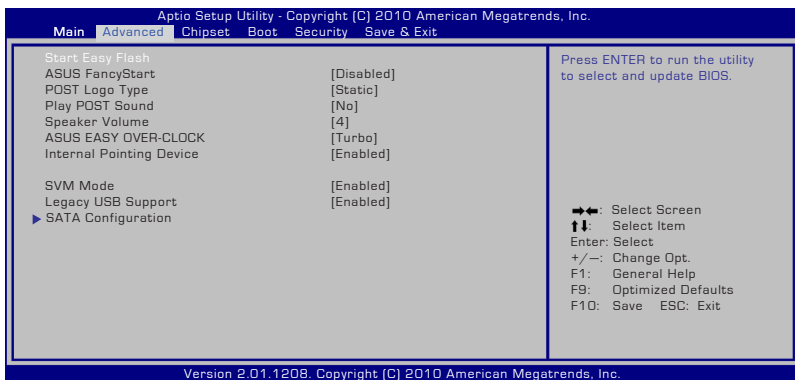 Aptio Setup Utility - Copyright (C) 2010 American Megatrends, Inc.
Main Advanced Chipset Boot Security Save & Exit
Start Easy Flash
ASUS FancyStart [Disabled]
POST Logo Type [Static]
Play POST Sound [No]
Speaker Volume [4]
ASUS EASY OVER-CLOCK [Turbo]
Internal Pointing Device [Enabled]
SVM Mode [Enabled]
Legacy USB Support [Enabled]
SATA Configuration
Press ENTER to run the utility
to select and update BIOS.
→←: Select Screen
↑↓: Select Item
Enter: Select
+/—: Change Opt.
F1: General Help
F9: Optimized Defaults
F10: Save ESC: Exit
Version 2.01.1208. Copyright (C) 2010 American Megatrends, Inc.